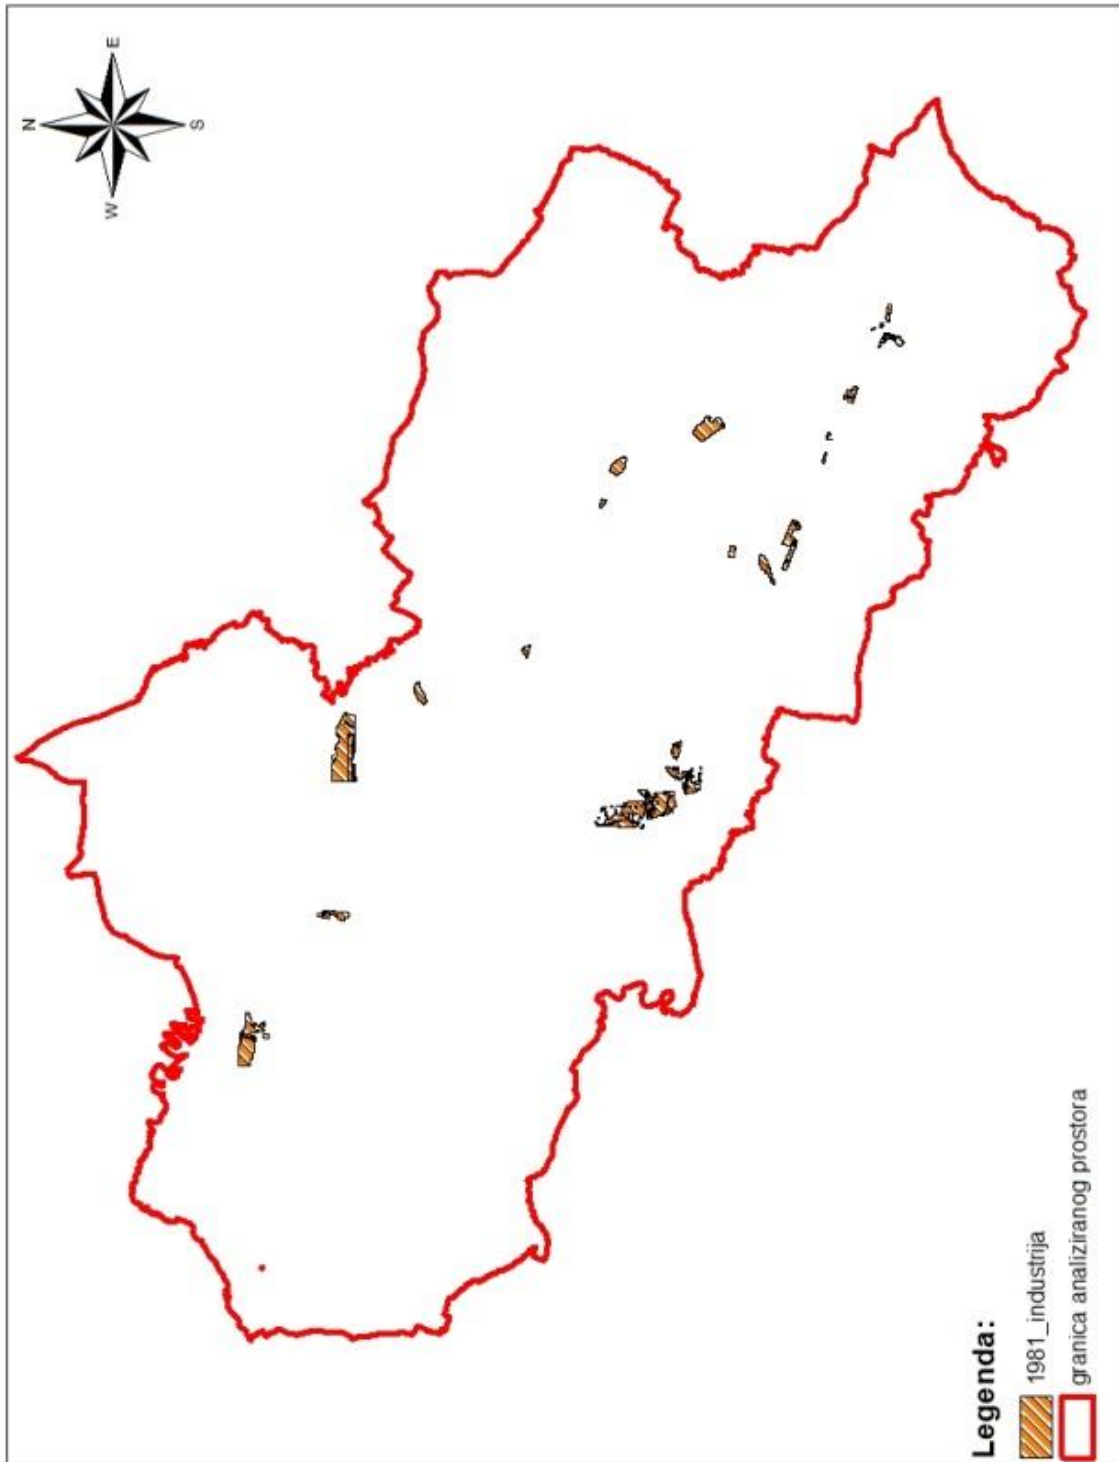 N
W E
S
Legenda:
1981_industrija
granica analiziranog prostora